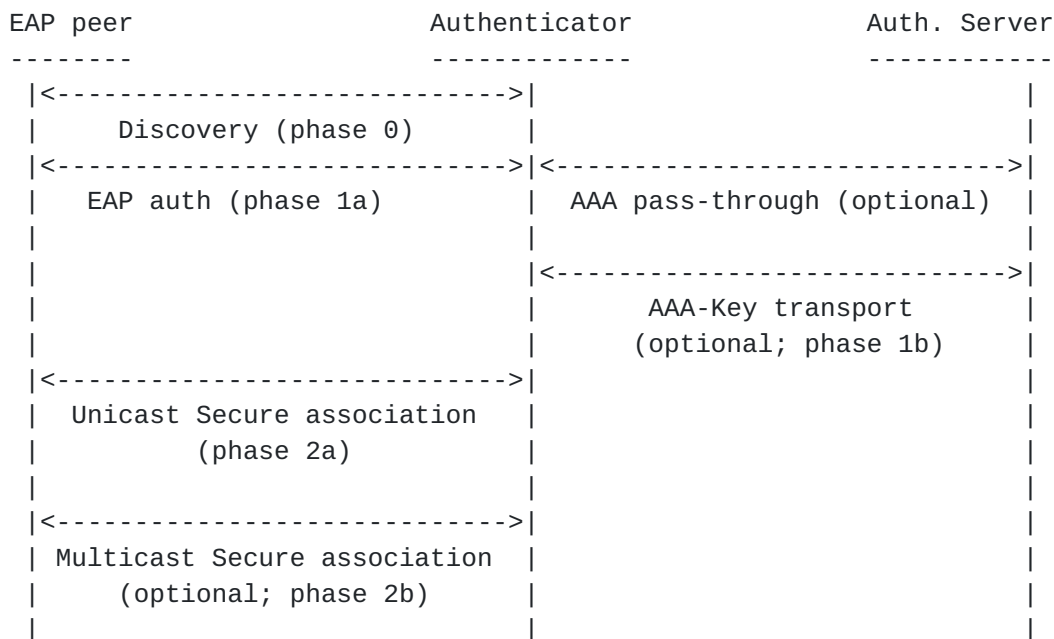 EAP peer                   Authenticator               Auth. Server
--------                   -------------               ------------
 |<----------------------------->|                               |
 |     Discovery (phase 0)       |                               |
 |<----------------------------->|<----------------------------->|
 |   EAP auth (phase 1a)         |  AAA pass-through (optional)  |
 |                               |                               |
 |                               |<----------------------------->|
 |                               |       AAA-Key transport       |
 |                               |      (optional; phase 1b)     |
 |<----------------------------->|                               |
 |  Unicast Secure association   |                               |
 |          (phase 2a)           |                               |
 |                               |                               |
 |<----------------------------->|                               |
 | Multicast Secure association  |                               |
 |     (optional; phase 2b)      |                               |
 |                               |                               |